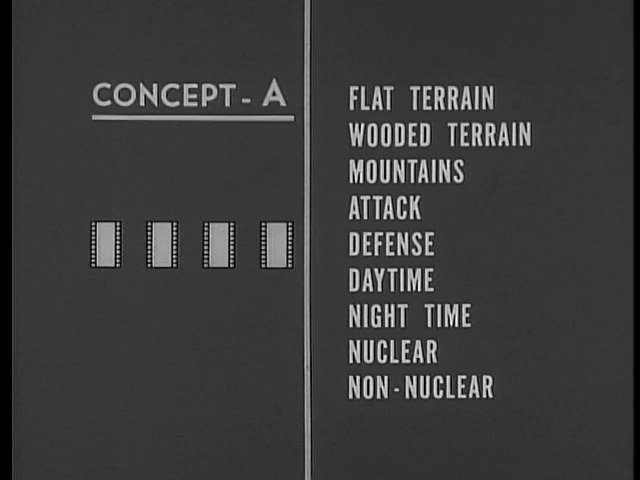 CONCEPT - A
FLAT TERRAIN
WOODED TERRAIN
MOUNTAINS
ATTACK
DEFENSE
DAYTIME
NIGHT TIME
NUCLEAR
NON-NUCLEAR